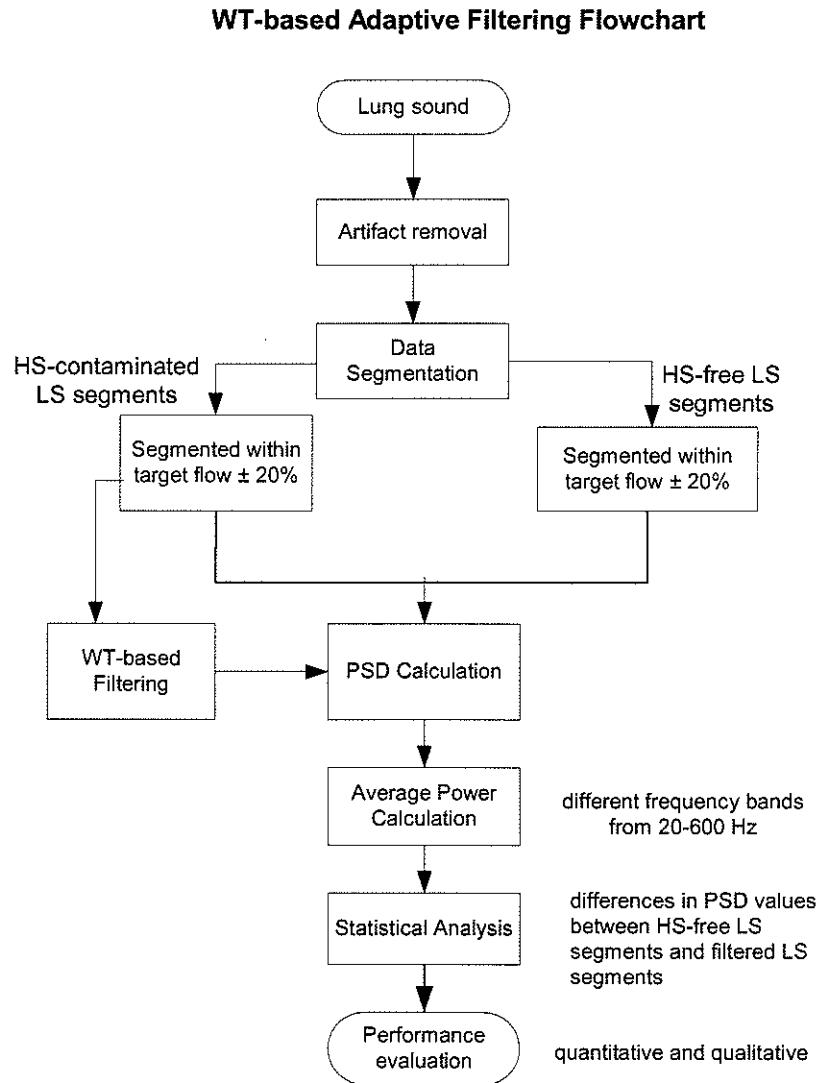 WT-based Adaptive Filtering Flowchart
Lung sound
Artifact removal
Data
Segmentation
HS-contaminated
LS segments
HS-free LS
segments
Segmented within
target flow ± 20%
Segmented within
target flow ± 20%
WT-based
Filtering
PSD Calculation
Average Power
Calculation
different frequency bands
from 20-600 Hz
Statistical Analysis
differences in PSD values
between HS-free LS
segments and filtered LS
segments
Performance
evaluation
quantitative and qualitative